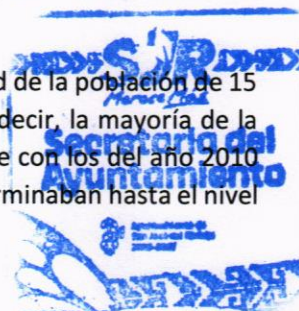 d de la población de 15
decir, la mayoría de la
Secretaría del
e con los del año 2010
Ayuntamiento
rminaban hasta el nivel